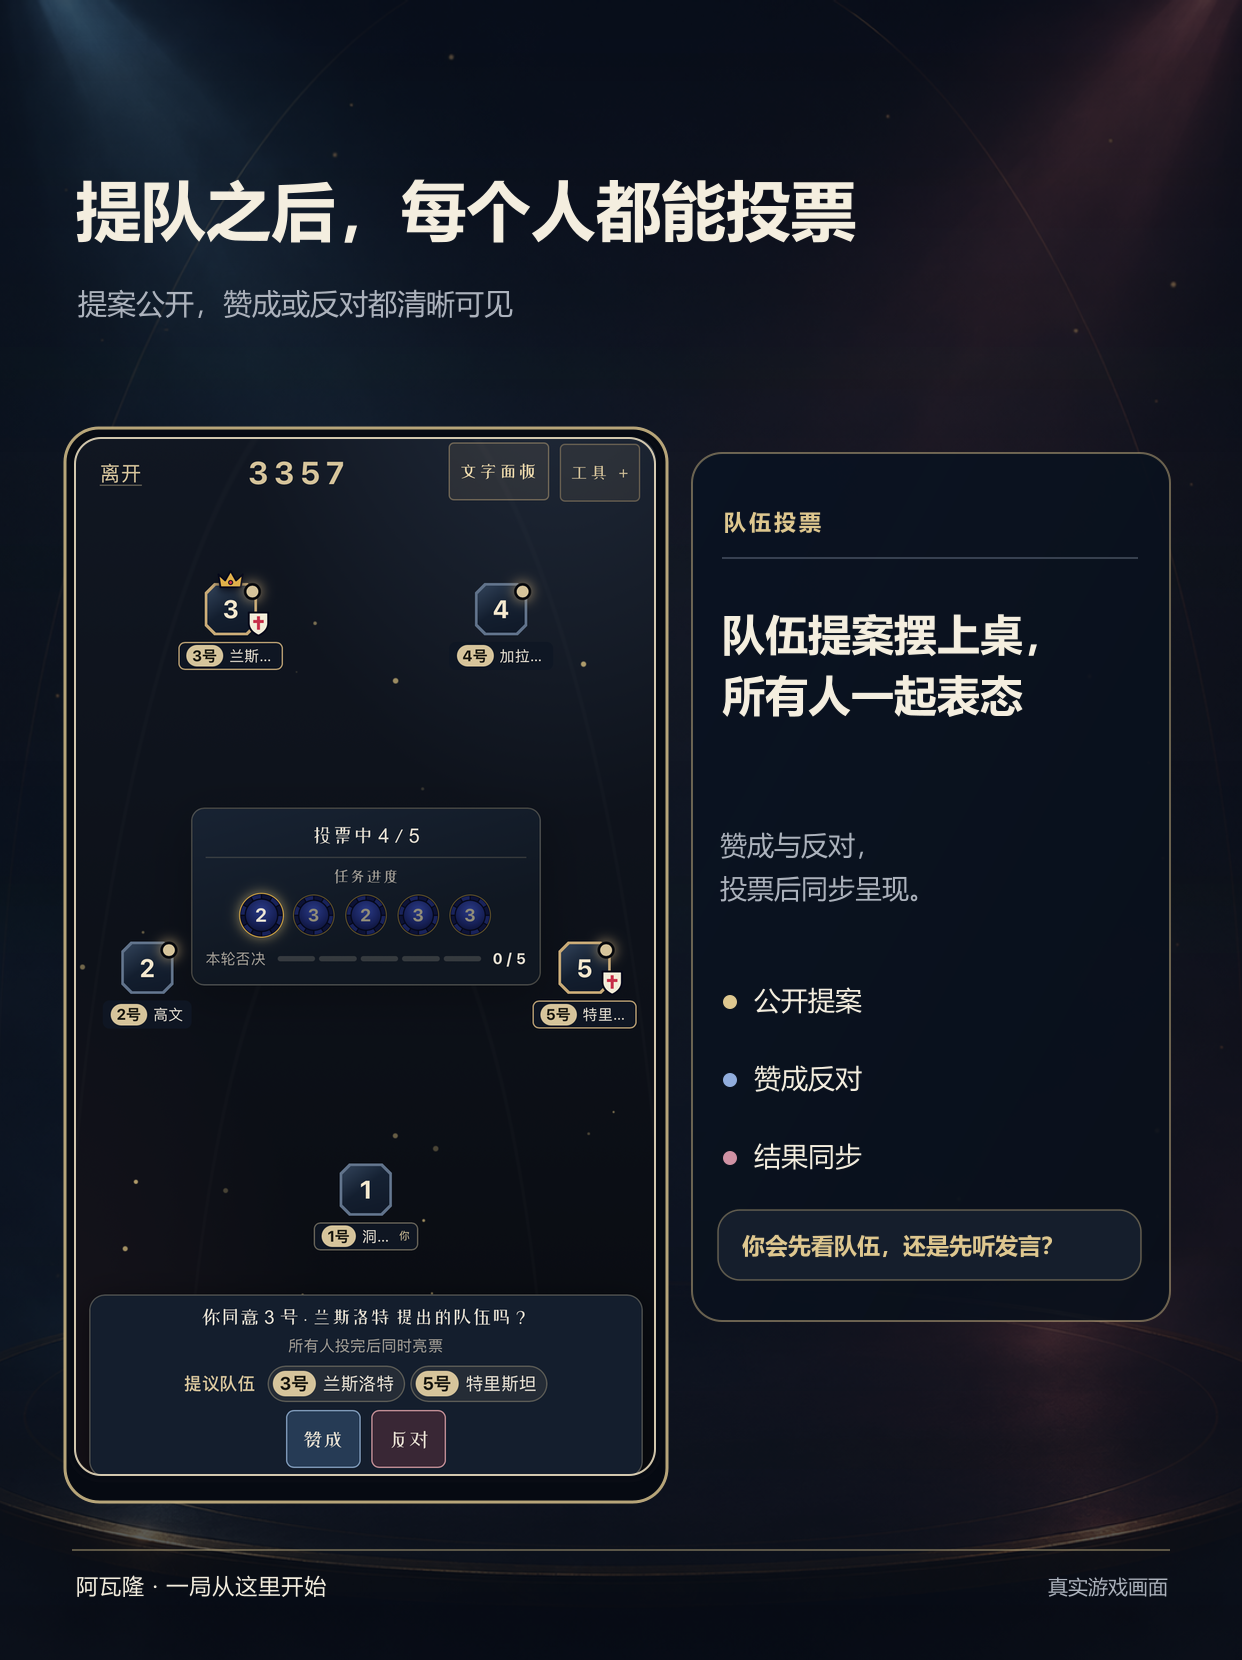 提队之后，每个人都能投票
提案公开，赞成或反对都清晰可见
离开
3357
文字面板
工具 +
3
3号 兰斯...
4
4号 加拉...
投票中 4 / 5
任务进度
2 3 2 3 3
本轮否决 0 / 5
2
2号 高文
5
5号 特里...
1
1号 洞... 你
你同意 3 号 · 兰斯洛特 提出的队伍吗？
所有人投完后同时亮票
提议队伍 3号 兰斯洛特 5号 特里斯坦
赞成 反对
队伍投票
队伍提案摆上桌，
所有人一起表态
赞成与反对，
投票后同步呈现。
公开提案
赞成反对
结果同步
你会先看队伍，还是先听发言？
阿瓦隆 · 一局从这里开始
真实游戏画面